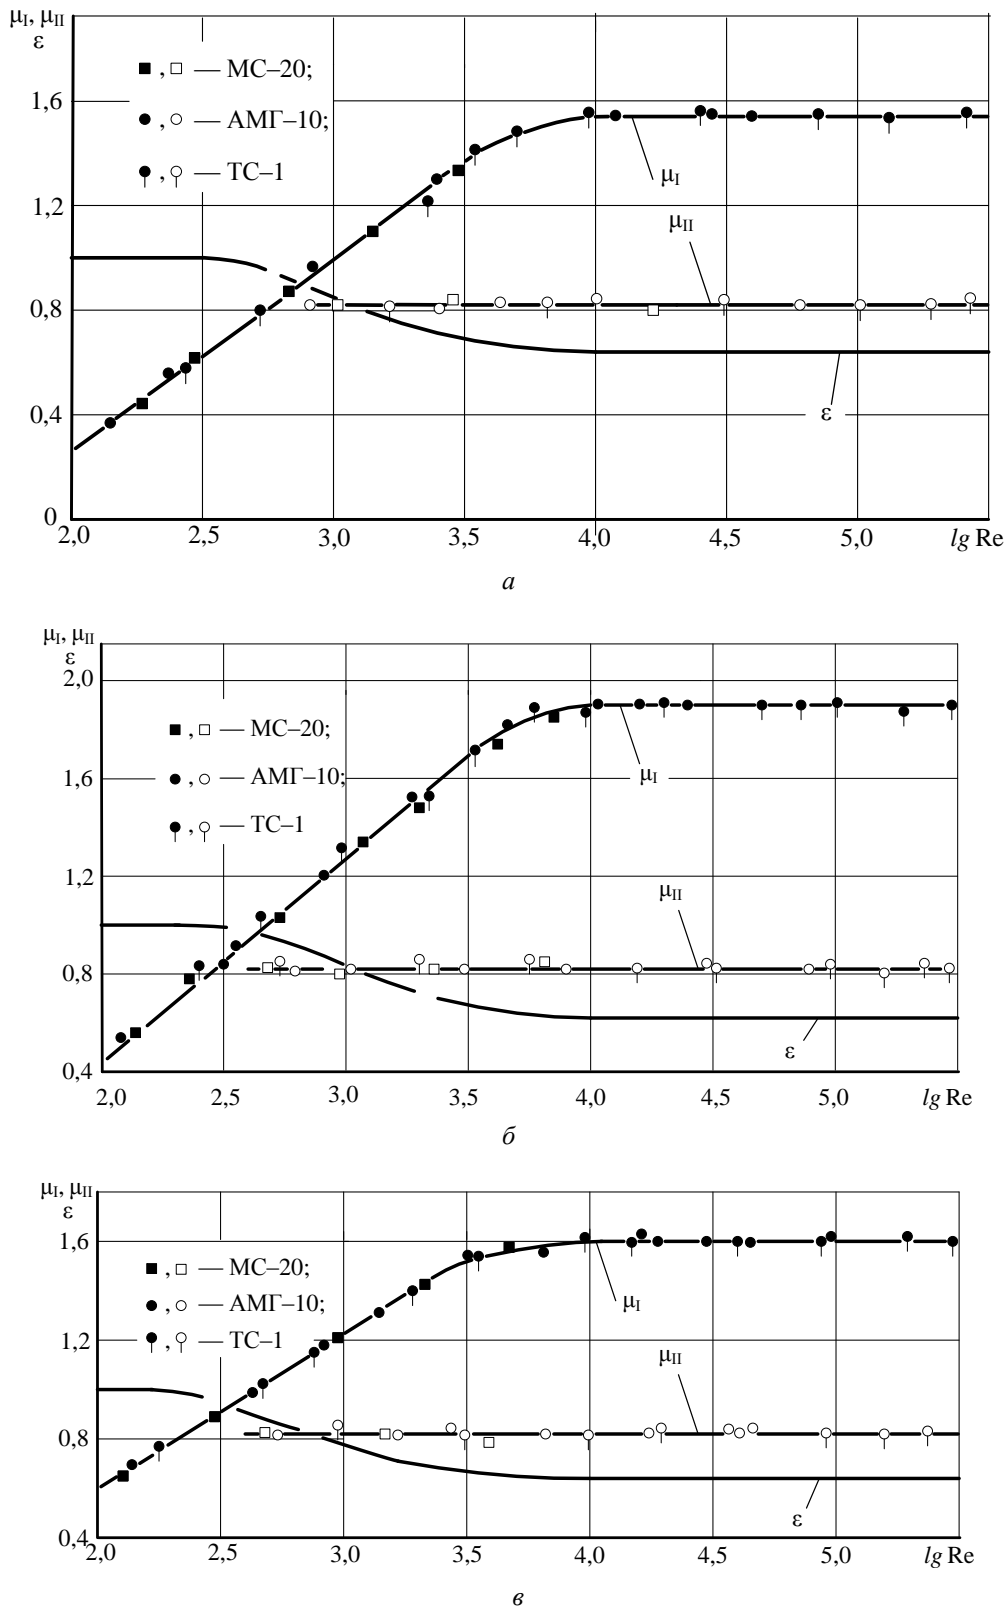 μI, μII
ε
■ , □ — МС–20;
1,6
● , ○ — АМГ–10;
● , ○ — ТС–1
μI
1,2
μII
0,8
0,4
ε
0
2,0 2,5 3,0 3,5 4,0 4,5 5,0 lg Re
а
μI, μII
ε
2,0
■ , □ — МС–20;
1,6
● , ○ — АМГ–10;
μI
● , ○ — ТС–1
1,2
μII
0,8
ε
0,4
2,0 2,5 3,0 3,5 4,0 4,5 5,0 lg Re
б
μI, μII
ε
1,6
■ , □ — МС–20;
● , ○ — АМГ–10;
μI
1,2
● , ○ — ТС–1
μII
0,8
ε
0,4
2,0 2,5 3,0 3,5 4,0 4,5 5,0 lg Re
в